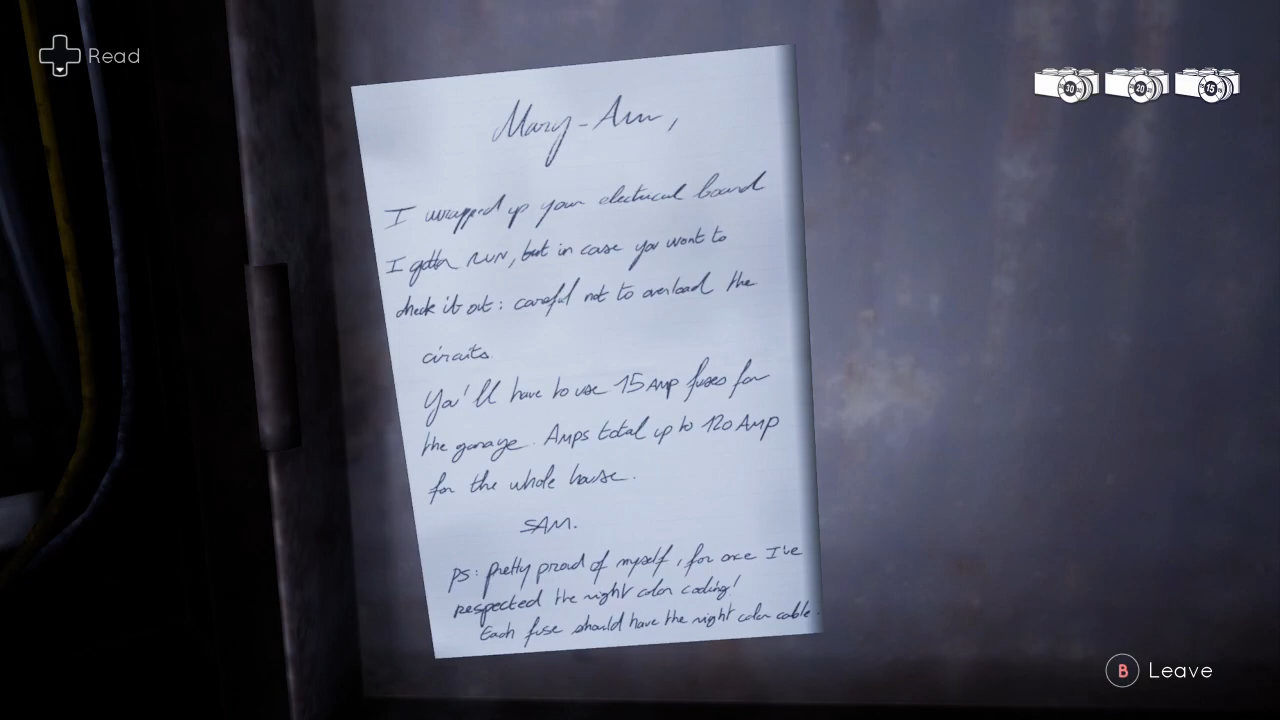 Read
30 20 15
Mary-Ann,
I wrapped up your electrical board
I gotta RUN, but in case you want to
check it out: careful not to overload the
circuits.
You'll have to use 15 AMP fuses for
the garage. AMPS total up to 120 AMP
for the whole house.
SAM.
PS: pretty proud of myself, for once I've
respected the right color coding!
Each fuse should have the right color cable.
B Leave